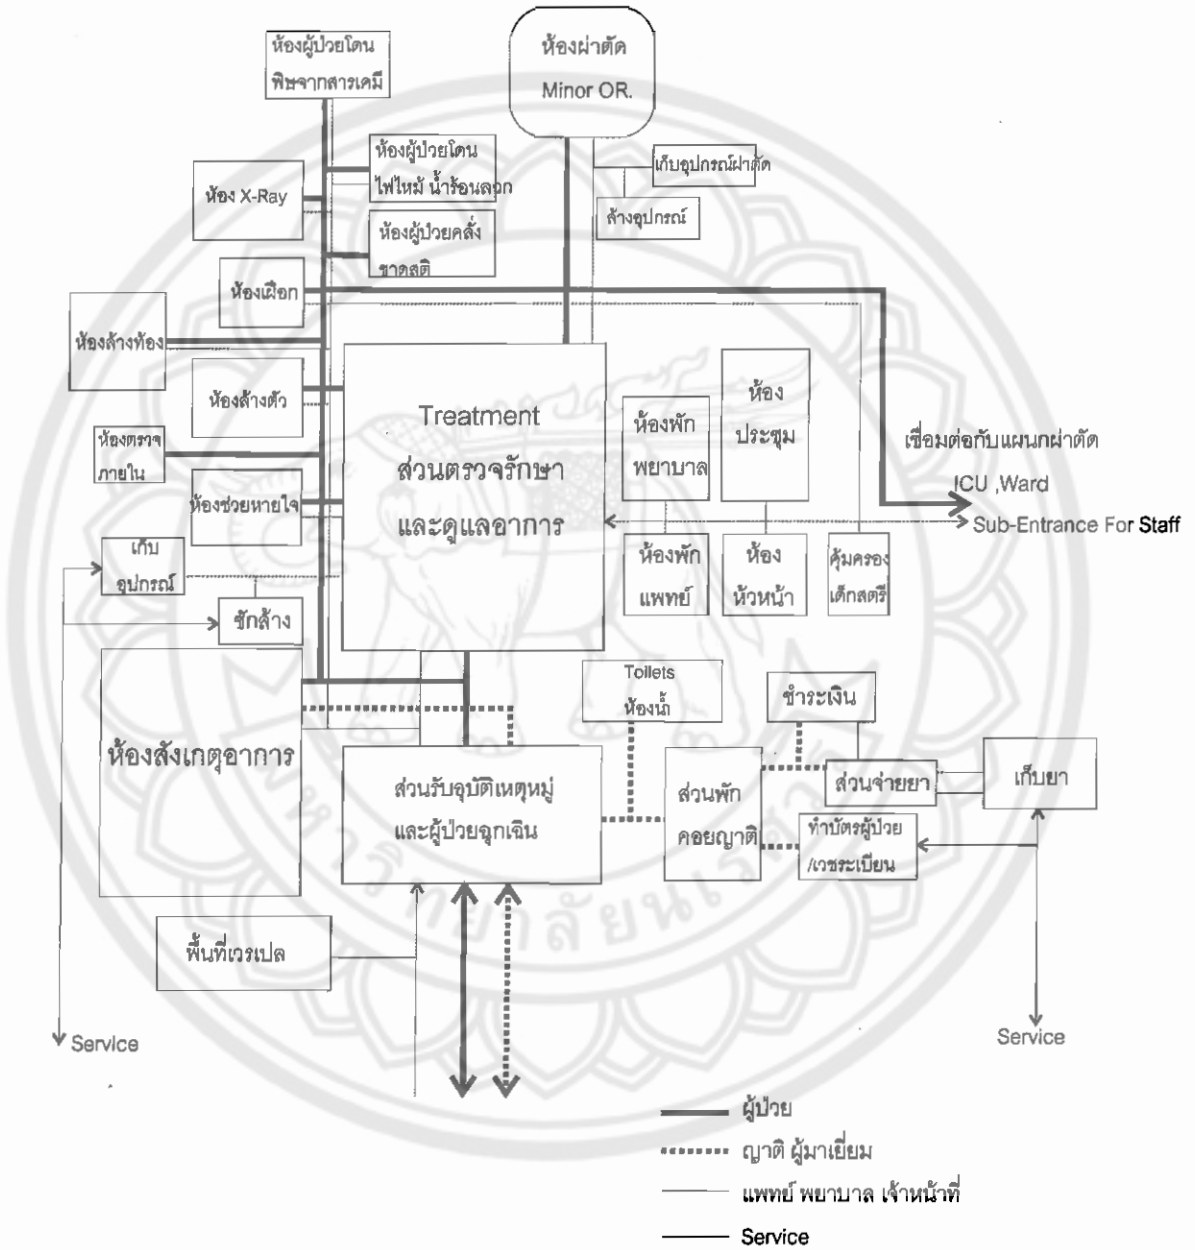 ห้องผู้ป่วยโดน
พิษจากสารเคมี
ห้องผ่าตัด
Minor OR.
ห้องผู้ป่วยโดน
ไฟไหม้ น้ำร้อนลวก
เก็บอุปกรณ์ผ่าตัด
ห้อง X-Ray
ล้างอุปกรณ์
ห้องผู้ป่วยคลั่ง
ขาดสติ
ห้องเฝือก
ห้องล้างท้อง
ห้องล้างตัว
Treatment
ส่วนตรวจรักษา
และดูแลอาการ
ห้องพัก
พยาบาล
ห้อง
ประชุม
เชื่อมต่อกับแผนกผ่าตัด
ICU ,Ward
Sub-Entrance For Staff
ห้องตรวจ
ภายใน
ห้องช่วยหายใจ
เก็บ
อุปกรณ์
ห้องพัก
แพทย์
ห้อง
หัวหน้า
คุ้มครอง
เด็กสตรี
ซักล้าง
Toilets
ห้องน้ำ
ชำระเงิน
ห้องสังเกตุอาการ
ส่วนรับอุบัติเหตุหมู่
และผู้ป่วยฉุกเฉิน
ส่วนพัก
คอยญาติ
ส่วนจ่ายยา
เก็บยา
ทำบัตรผู้ป่วย
/เวชระเบียน
พื้นที่เวรเปล
มหาวิทยาลัยนเรศวร
Service
Service
ผู้ป่วย
ญาติ ผู้มาเยี่ยม
แพทย์ พยาบาล เจ้าหน้าที่
Service